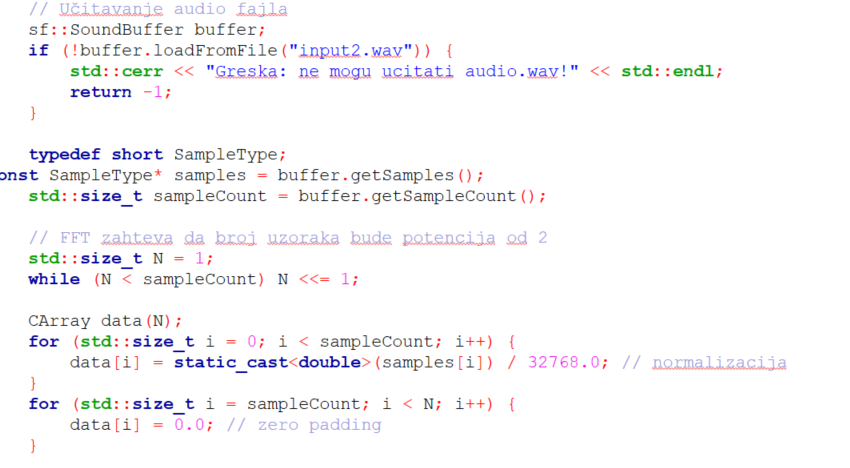 // Učitavanje audio fajla
sf::SoundBuffer buffer;
if (!buffer.loadFromFile("input2.wav")) {
std::cerr << "Greska: ne mogu ucitati audio.wav!" << std::endl;
return -1;
}
typedef short SampleType;
onst SampleType* samples = buffer.getSamples();
std::size_t sampleCount = buffer.getSampleCount();
// FFT zahteva da broj uzoraka bude potencija od 2
std::size_t N = 1;
while (N < sampleCount) N <<= 1;
CArray data(N);
for (std::size_t i = 0; i < sampleCount; i++) {
data[i] = static_cast<double>(samples[i]) / 32768.0; // normalizacija
}
for (std::size_t i = sampleCount; i < N; i++) {
data[i] = 0.0; // zero padding
}